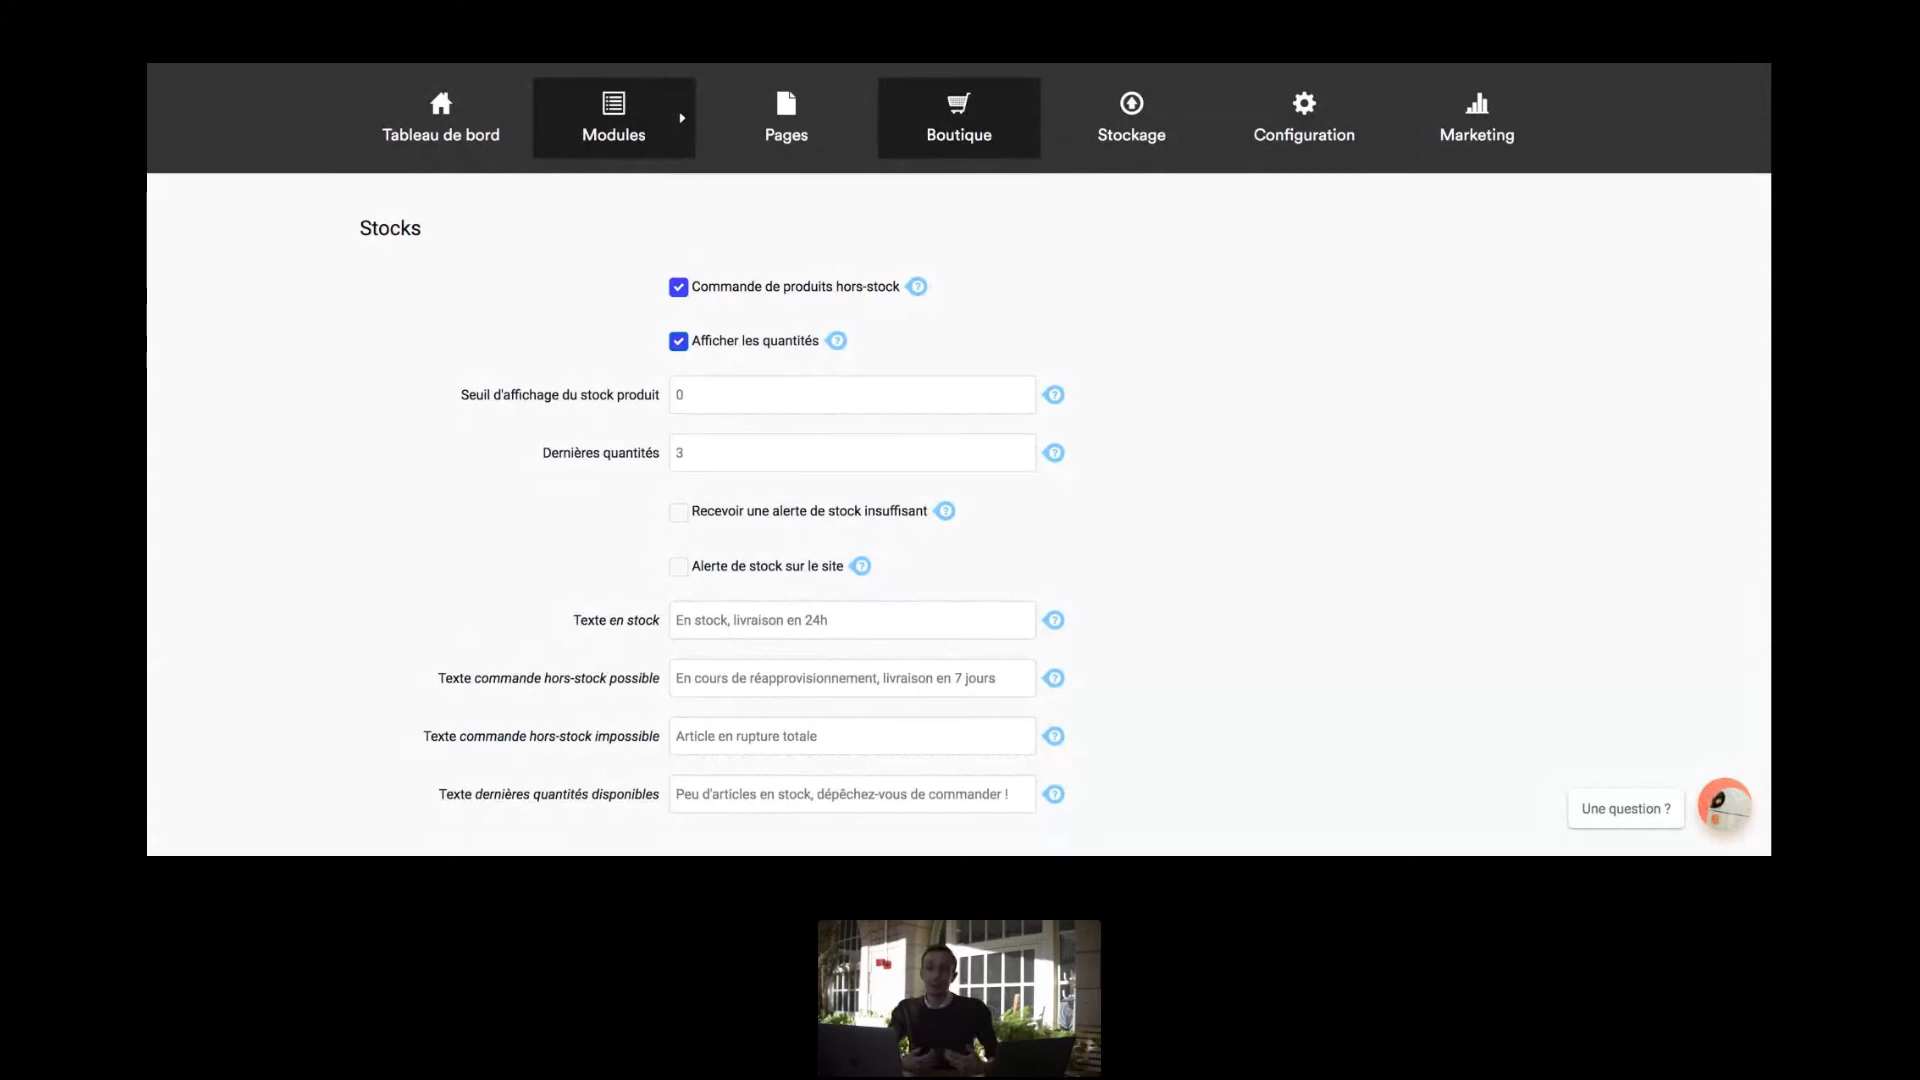 Tableau de bord
Modules
Pages
Boutique
Stockage
Configuration
Marketing
Stocks
Commande de produits hors-stock
Afficher les quantités
Seuil d'affichage du stock produit
0
Dernières quantités
3
Recevoir une alerte de stock insuffisant
Alerte de stock sur le site
Texte en stock
En stock, livraison en 24h
Texte commande hors-stock possible
En cours de réapprovisionnement, livraison en 7 jours
Texte commande hors-stock impossible
Article en rupture totale
Texte dernières quantités disponibles
Peu d'articles en stock, dépêchez-vous de commander !
Une question ?